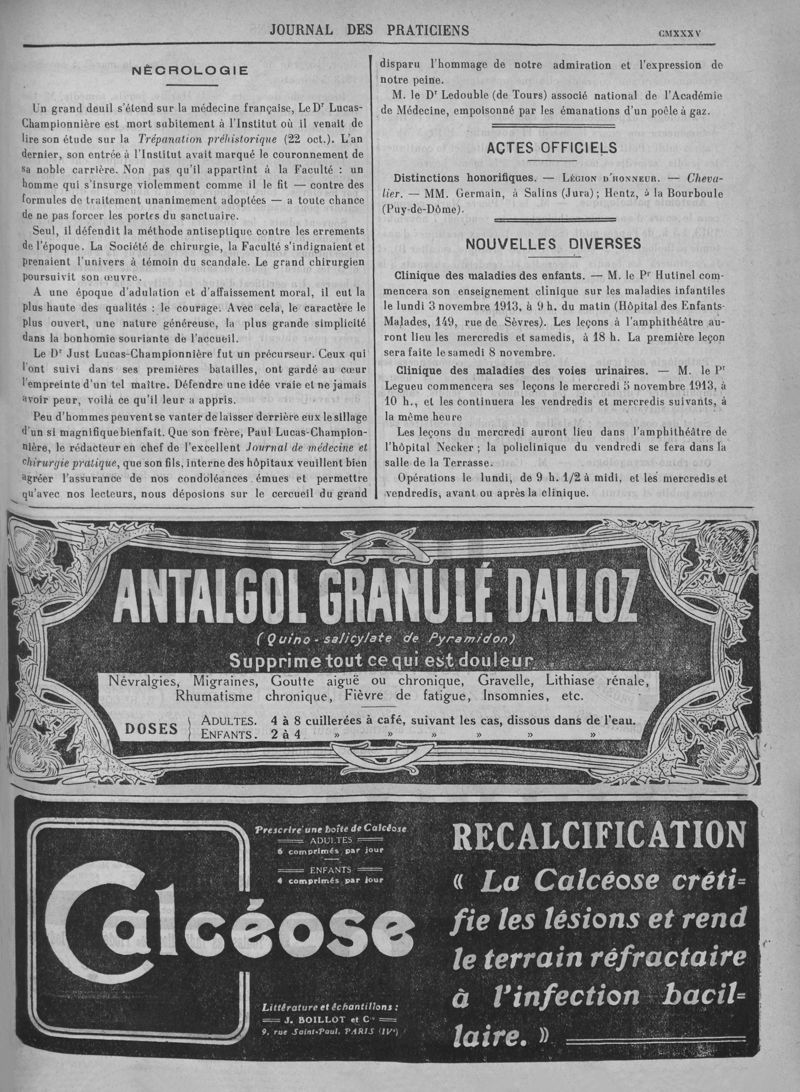 JOURNAL DES PRATICIENS
CMXXXV
NÉCROLOGIE
Un grand deuil s'étend sur la médecine française, Le Dr Lucas-
Championnière est mort subitement à l'Institut où il venait de
lire son étude sur la Trépanation préhistorique (22 oct.). L'an
dernier, son entrée à l'Institut avait marqué le couronnement de
sa noble carrière. Non pas qu'il appartint à la Faculté : un
homme qui s'insurge violemment comme il le fit — contre des
formules de traitement unanimement adoptées — a toute chance
de ne pas forcer les portes du sanctuaire.
Seul, il défendit la méthode antiseptique contre les errements
de l'époque. La Société de chirurgie, la Faculté s'indignaient et
prenaient l'univers à témoin du scandale. Le grand chirurgien
poursuivit son œuvre.
A une époque d'adulation et d'affaissement moral, il eut la
plus haute des qualités : le courage. Avec cela, le caractère le
plus ouvert, une nature généreuse, la plus grande simplicité
dans la bonhomie souriante de l'accueil.
Le Dr Just Lucas-Championnière fut un précurseur. Ceux qui
l'ont suivi dans ses premières batailles, ont gardé au cœur
l'empreinte d'un tel maître. Défendre une idée vraie et ne jamais
avoir peur, voilà ce qu'il leur a appris.
Peu d'hommes peuvent se vanter de laisser derrière eux le sillage
d'un si magnifique bienfait. Que son frère, Paul Lucas-Champion-
nière, le rédacteur en chef de l'excellent Journal de médecine et
chirurgie pratique, que son fils, interne des hôpitaux veuillent bien
agréer l'assurance de nos condoléances émues et permettre
qu'avec nos lecteurs, nous déposions sur le cercueil du grand
disparu l'hommage de notre admiration et l'expression de
notre peine.
M. le Dr Ledouble (de Tours) associé national de l'Académie
de Médecine, empoisonné par les émanations d'un poêle à gaz.
ACTES OFFICIELS
Distinctions honorifiques. — LÉGION D'HONNEUR. — Cheva-
lier. — MM. Germain, à Salins (Jura) ; Hentz, à la Bourboule
(Puy-de-Dôme).
NOUVELLES DIVERSES
Clinique des maladies des enfants. — M. le Pr Hutinel com-
mencera son enseignement clinique sur les maladies infantiles
le lundi 3 novembre 1913, à 9 h. du matin (Hôpital des Enfants-
Malades, 149, rue de Sèvres). Les leçons à l'amphithéâtre au-
ront lieu les mercredis et samedis, à 18 h. La première leçon
sera faite le samedi 8 novembre.
Clinique des maladies des voies urinaires. — M. le Pr
Legueu commencera ses leçons le mercredi 5 novembre 1913, à
10 h., et les continuera les vendredis et mercredis suivants, à
la même heure
Les leçons du mercredi auront lieu dans l'amphithéâtre de
l'hôpital Necker ; la policlinique du vendredi se fera dans la
salle de la Terrasse.
Opérations le lundi, de 9 h. 1/2 à midi, et les mercredis et
vendredis, avant ou après la clinique.
ANTALGOL GRANULÉ DALLOZ
(Quino-salicylate de Pyramidon)
Supprime tout ce qui est douleur
Névralgies, Migraines, Goutte aiguë ou chronique, Gravelle, Lithiase rénale,
Rhumatisme chronique, Fièvre de fatigue, Insomnies, etc.
DOSES
ADULTES. 4 à 8 cuillerées à café, suivant les cas, dissous dans de l'eau.
ENFANTS. 2 à 4 » » » » » »
Prescrire une boîte de Calcéose
ADULTES
6 comprimés par jour
ENFANTS
4 comprimés par jour
Calcéose
Littérature et échantillons :
J. BOILLOT et Cie
9, rue Saint-Paul, PARIS (IVe)
RECALCIFICATION
« La Calcéose créti=
fie les lésions et rend
le terrain réfractaire
à l'infection bacil=
laire. »